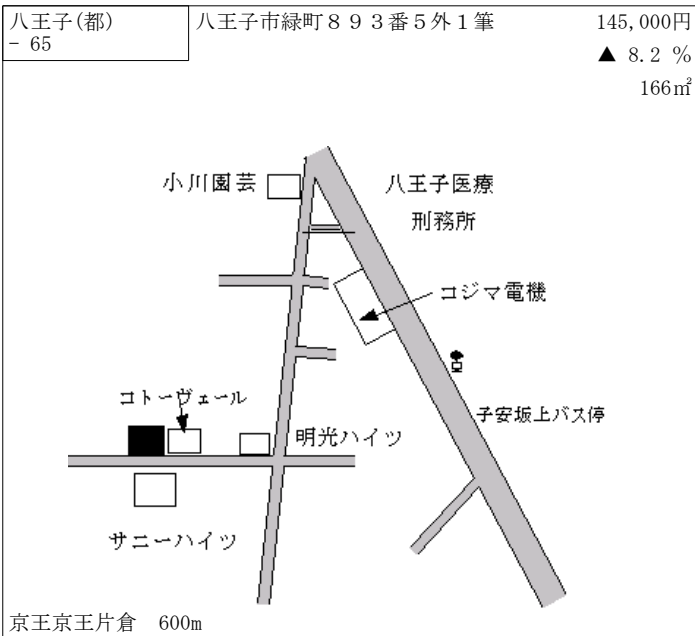 八王子(都)
- 65
八王子市緑町８９３番５外１筆
145,000円
▲ 8.2 %
166㎡
小川園芸
八王子医療
刑務所
コジマ電機
コトーヴェール
子安坂上バス停
明光ハイツ
サニーハイツ
京王京王片倉　600m